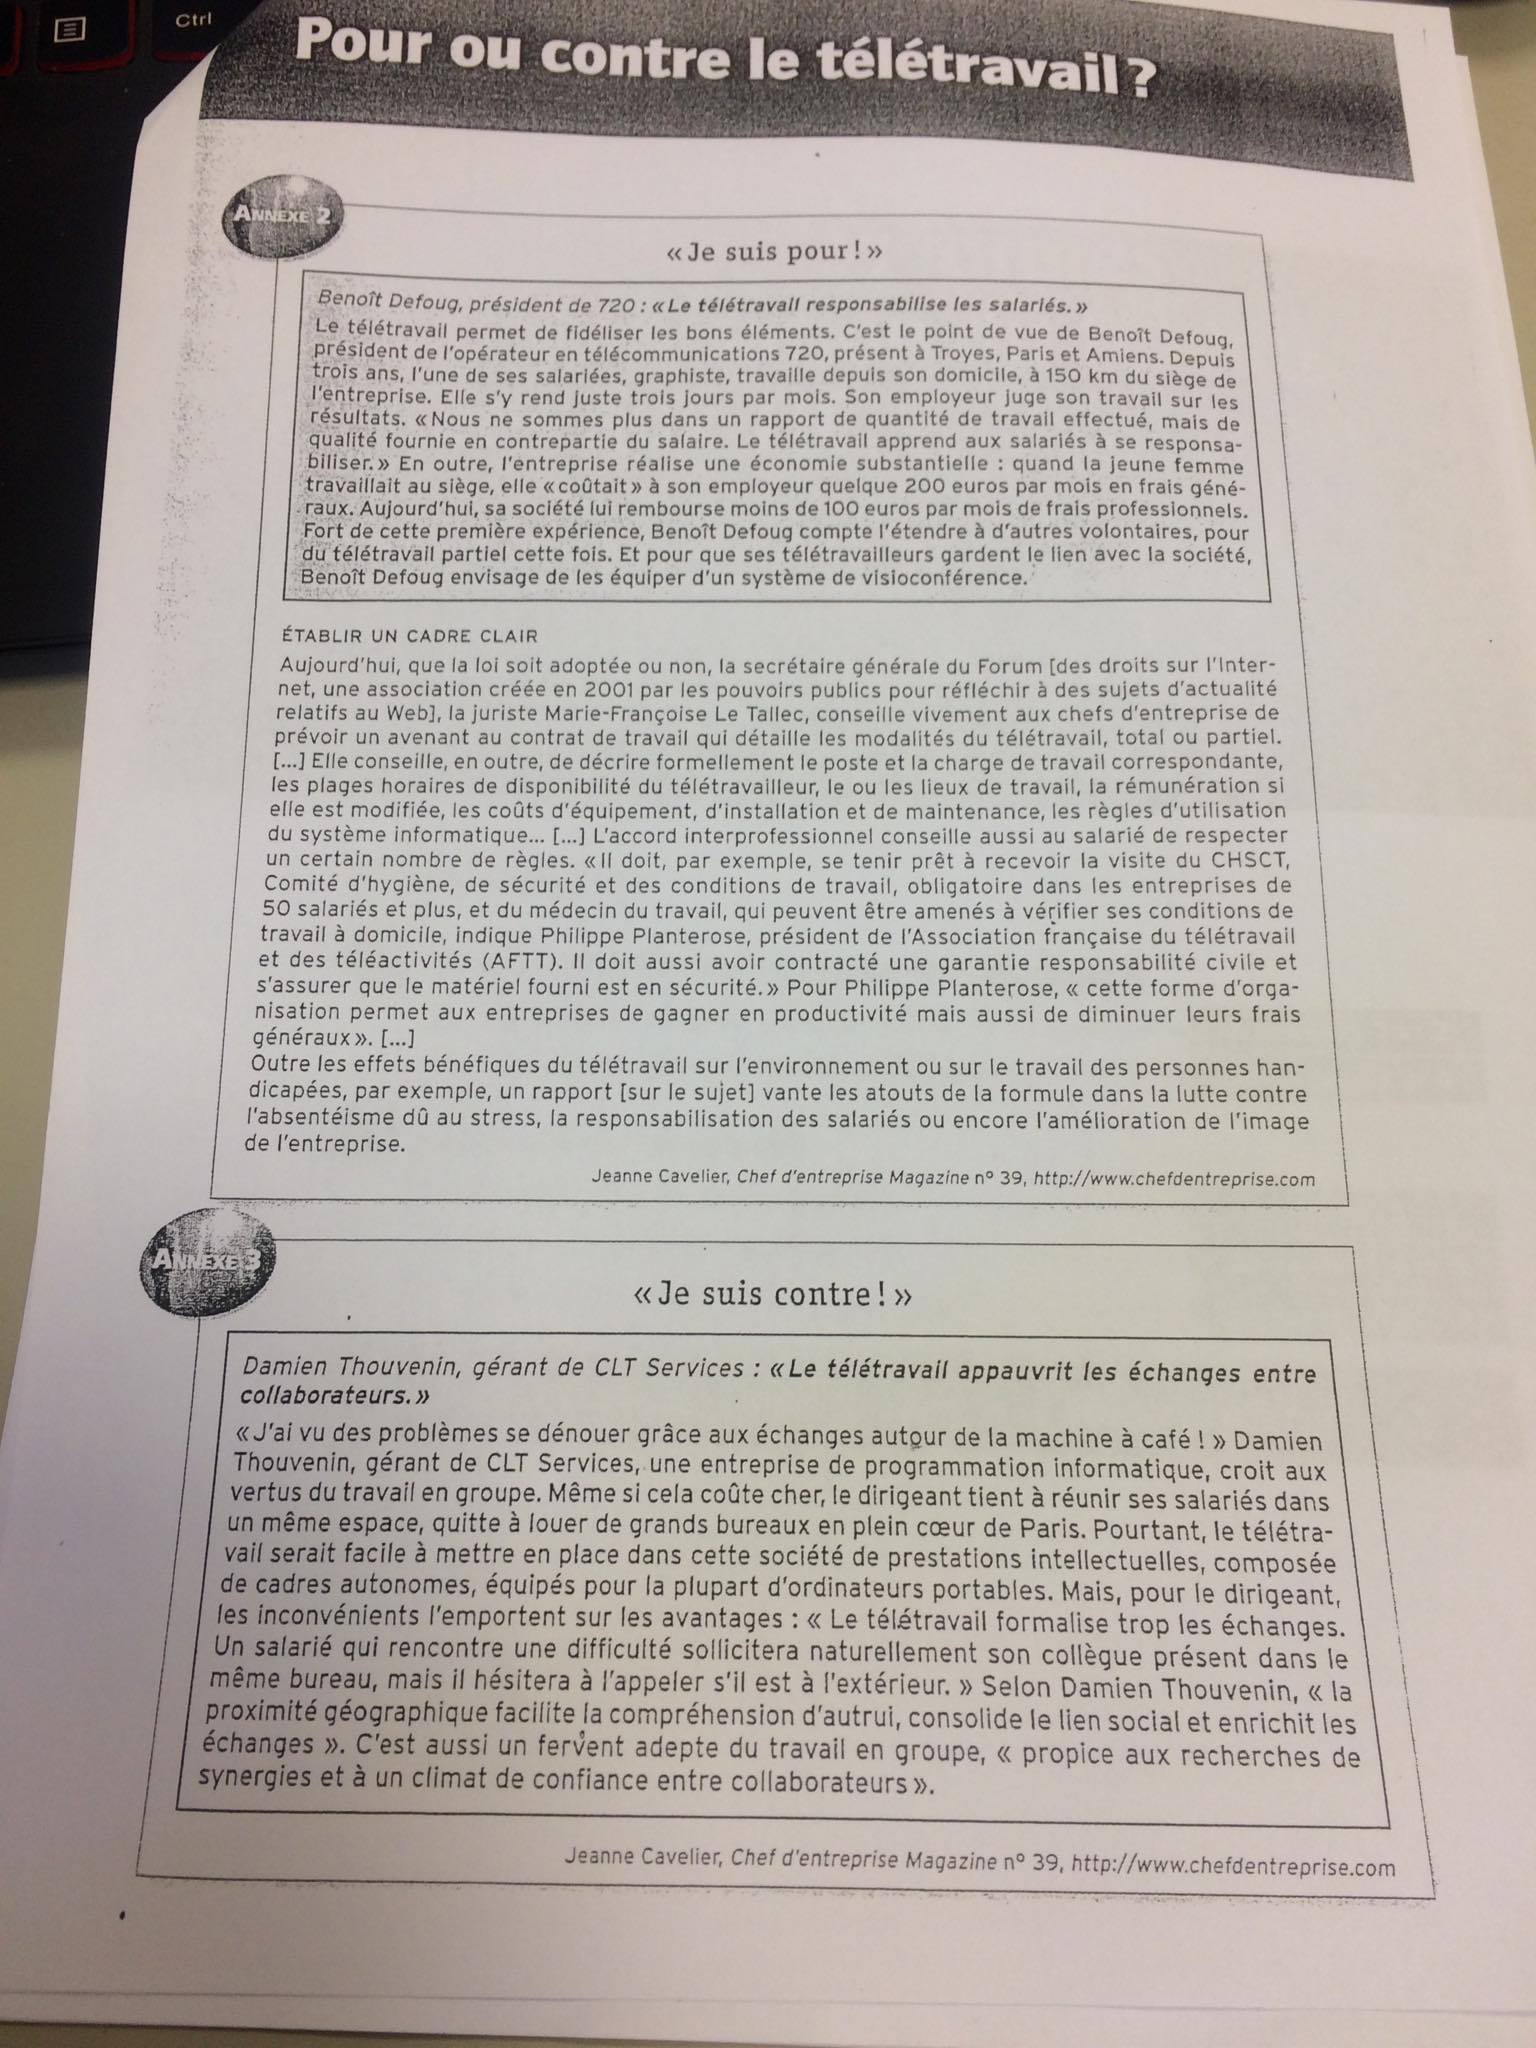 Ctrl
Pour ou contre le télétravail ?
ANNEXE 2
« Je suis pour ! »
Benoît Defoug, président de 720 : « Le télétravail responsabilise les salariés. »
Le télétravail permet de fidéliser les bons éléments. C'est le point de vue de Benoît Defoug,
président de l'opérateur en télécommunications 720, présent à Troyes, Paris et Amiens. Depuis
trois ans, l'une de ses salariées, graphiste, travaille depuis son domicile, à 150 km du siège de
l'entreprise. Elle s'y rend juste trois jours par mois. Son employeur juge son travail sur les
résultats. « Nous ne sommes plus dans un rapport de quantité de travail effectué, mais de
qualité fournie en contrepartie du salaire. Le télétravail apprend aux salariés à se responsa-
biliser. » En outre, l'entreprise réalise une économie substantielle : quand la jeune femme
travaillait au siège, elle « coûtait » à son employeur quelque 200 euros par mois en frais géné-
raux. Aujourd'hui, sa société lui rembourse moins de 100 euros par mois de frais professionnels.
Fort de cette première expérience, Benoît Defoug compte l'étendre à d'autres volontaires, pour
du télétravail partiel cette fois. Et pour que ses télétravailleurs gardent le lien avec la société,
Benoît Defoug envisage de les équiper d'un système de visioconférence.
ÉTABLIR UN CADRE CLAIR
Aujourd'hui, que la loi soit adoptée ou non, la secrétaire générale du Forum [des droits sur l'Inter-
net, une association créée en 2001 par les pouvoirs publics pour réfléchir à des sujets d'actualité
relatifs au Web], la juriste Marie-Françoise Le Tallec, conseille vivement aux chefs d'entreprise de
prévoir un avenant au contrat de travail qui détaille les modalités du télétravail, total ou partiel.
[...] Elle conseille, en outre, de décrire formellement le poste et la charge de travail correspondante,
les plages horaires de disponibilité du télétravailleur, le ou les lieux de travail, la rémunération si
elle est modifiée, les coûts d'équipement, d'installation et de maintenance, les règles d'utilisation
du système informatique... [...] L'accord interprofessionnel conseille aussi au salarié de respecter
un certain nombre de règles. « Il doit, par exemple, se tenir prêt à recevoir la visite du CHSCT,
Comité d'hygiène, de sécurité et des conditions de travail, obligatoire dans les entreprises de
50 salariés et plus, et du médecin du travail, qui peuvent être amenés à vérifier ses conditions de
travail à domicile, indique Philippe Planterose, président de l'Association française du télétravail
et des téléactivités (AFTT). Il doit aussi avoir contracté une garantie responsabilité civile et
s'assurer que le matériel fourni est en sécurité. » Pour Philippe Planterose, « cette forme d'orga-
nisation permet aux entreprises de gagner en productivité mais aussi de diminuer leurs frais
généraux ». [...]
Outre les effets bénéfiques du télétravail sur l'environnement ou sur le travail des personnes han-
dicapées, par exemple, un rapport [sur le sujet] vante les atouts de la formule dans la lutte contre
l'absentéisme dû au stress, la responsabilisation des salariés ou encore l'amélioration de l'image
de l'entreprise.
Jeanne Cavelier, Chef d'entreprise Magazine n° 39, http://www.chefdentreprise.com
ANNEXE 3
« Je suis contre ! »
Damien Thouvenin, gérant de CLT Services : « Le télétravail appauvrit les échanges entre
collaborateurs. »
« J'ai vu des problèmes se dénouer grâce aux échanges autour de la machine à café ! » Damien
Thouvenin, gérant de CLT Services, une entreprise de programmation informatique, croit aux
vertus du travail en groupe. Même si cela coûte cher, le dirigeant tient à réunir ses salariés dans
un même espace, quitte à louer de grands bureaux en plein cœur de Paris. Pourtant, le télétra-
vail serait facile à mettre en place dans cette société de prestations intellectuelles, composée
de cadres autonomes, équipés pour la plupart d'ordinateurs portables. Mais, pour le dirigeant,
les inconvénients l'emportent sur les avantages : « Le télétravail formalise trop les échanges.
Un salarié qui rencontre une difficulté sollicitera naturellement son collègue présent dans le
même bureau, mais il hésitera à l'appeler s'il est à l'extérieur. » Selon Damien Thouvenin, « la
proximité géographique facilite la compréhension d'autrui, consolide le lien social et enrichit les
échanges ». C'est aussi un fervent adepte du travail en groupe, « propice aux recherches de
synergies et à un climat de confiance entre collaborateurs ».
Jeanne Cavelier, Chef d'entreprise Magazine n° 39, http://www.chefdentreprise.com